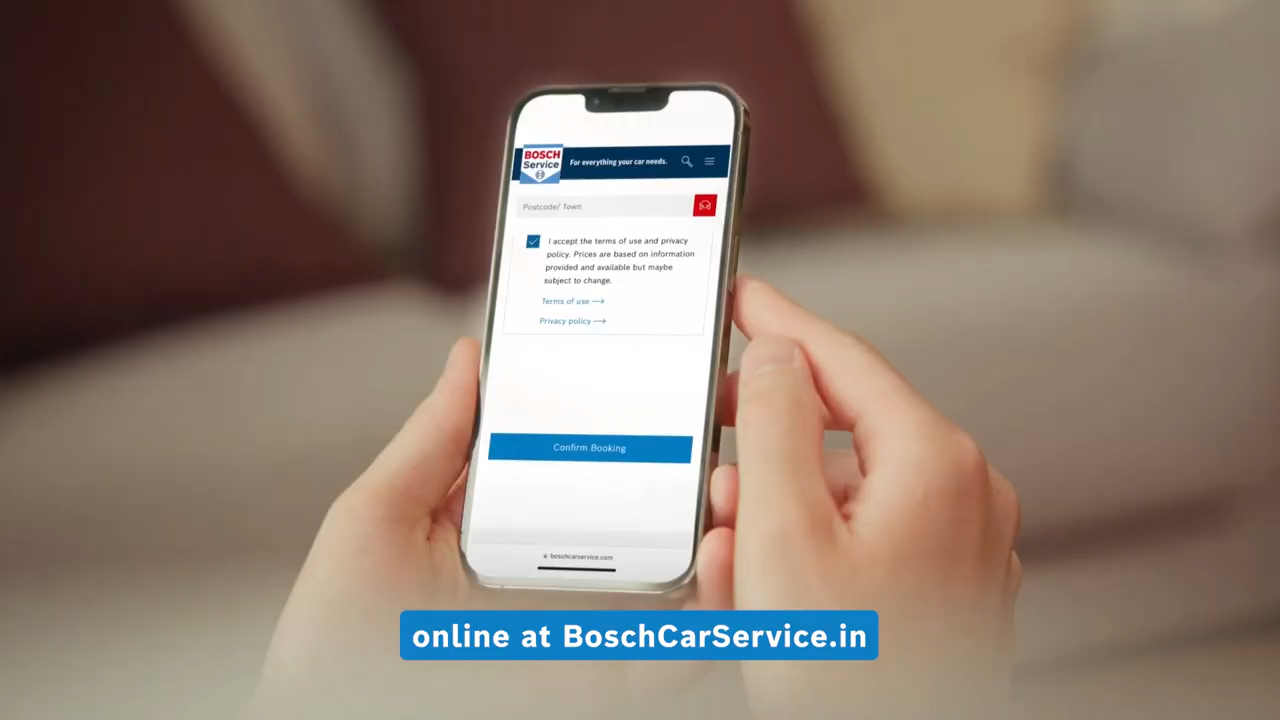 BOSCH
Service
For everything your car needs.
Postcode/ Town
I accept the terms of use and privacy
policy. Prices are based on information
provided and available but maybe
subject to change.
Terms of use
Privacy policy
Confirm Booking
boschcarservice.com
online at BoschCarService.in